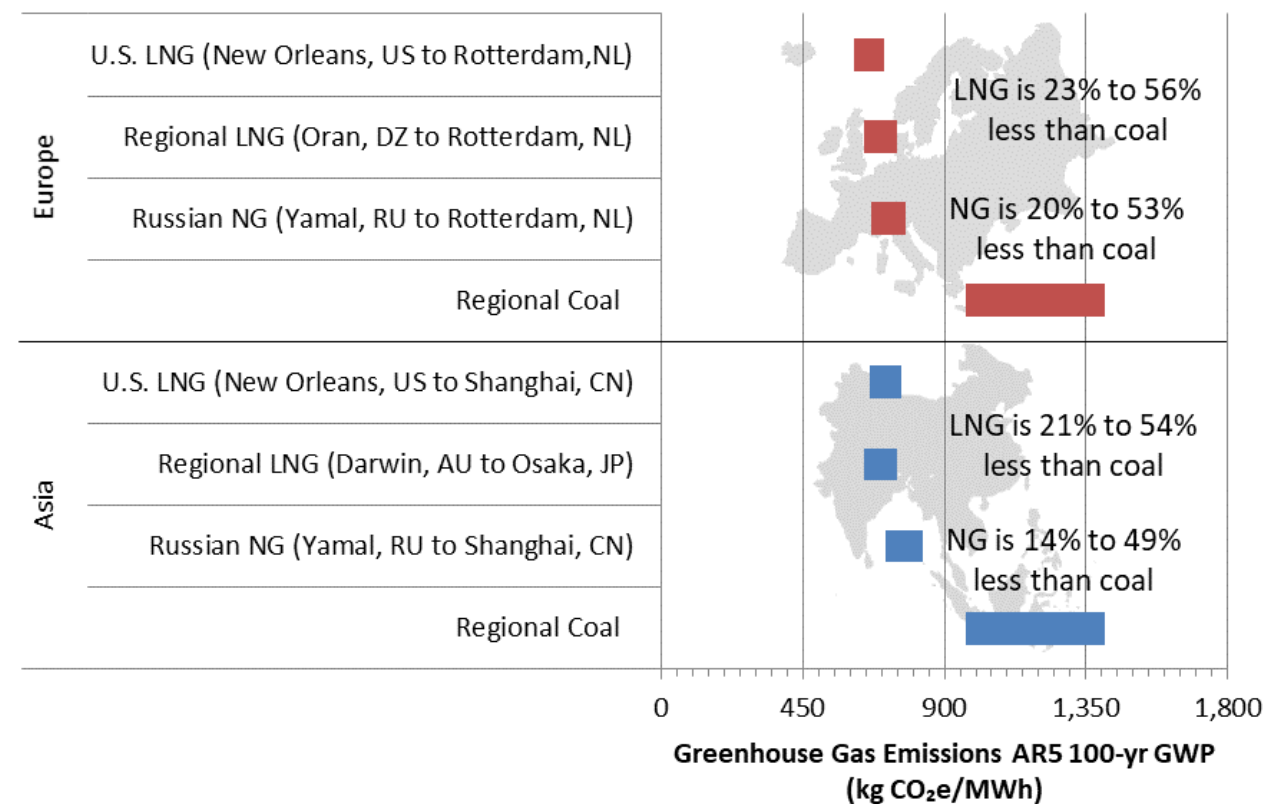 Europe
U.S. LNG (New Orleans, US to Rotterdam,NL)
Regional LNG (Oran, DZ to Rotterdam, NL)
Russian NG (Yamal, RU to Rotterdam, NL)
Regional Coal
LNG is 23% to 56%
less than coal
NG is 20% to 53%
less than coal
Asia
U.S. LNG (New Orleans, US to Shanghai, CN)
Regional LNG (Darwin, AU to Osaka, JP)
Russian NG (Yamal, RU to Shanghai, CN)
Regional Coal
LNG is 21% to 54%
less than coal
NG is 14% to 49%
less than coal
0 450 900 1,350 1,800
Greenhouse Gas Emissions AR5 100-yr GWP
(kg CO₂e/MWh)